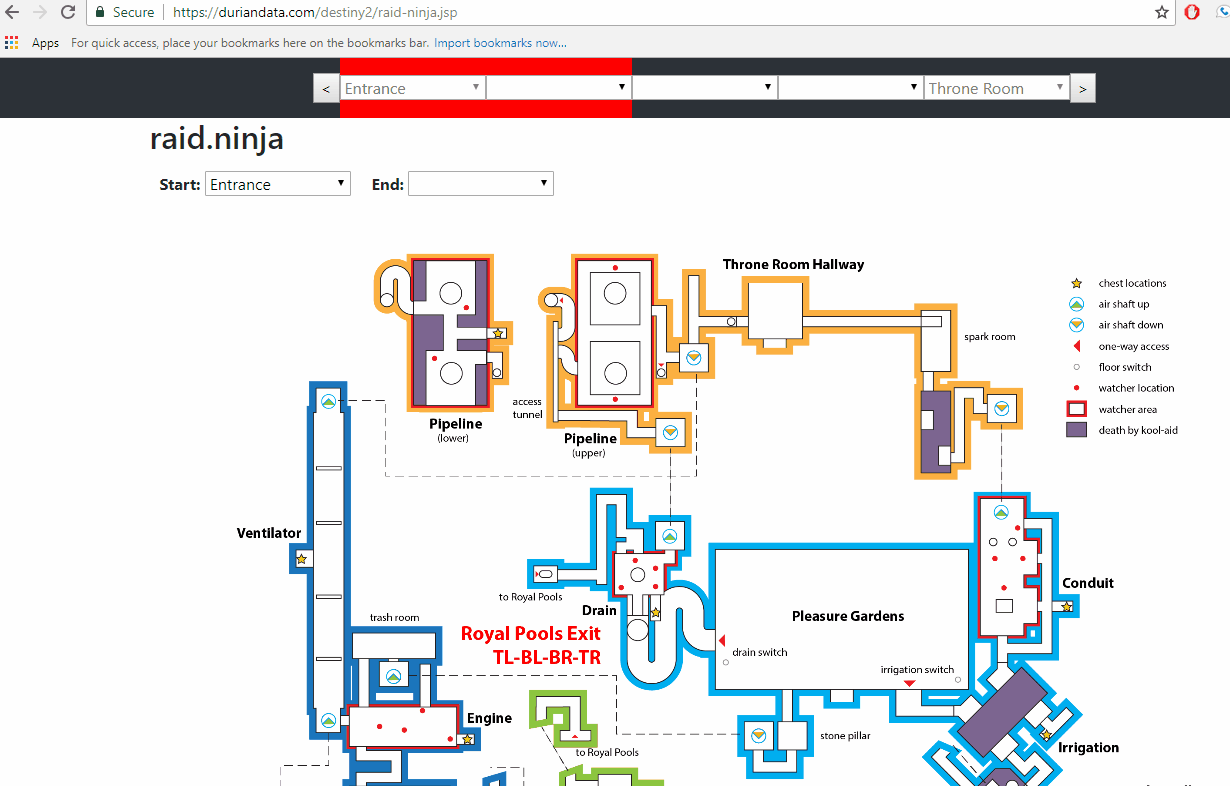 Secure https://duriandata.com/destiny2/raid-ninja.jsp
Apps For quick access, place your bookmarks here on the bookmarks bar. Import bookmarks now...
< Entrance Throne Room >
raid.ninja
Start: Entrance End:
Throne Room Hallway
chest locations
air shaft up
air shaft down
one-way access
floor switch
watcher location
watcher area
death by kool-aid
spark room
access
tunnel
Pipeline
(lower)
Pipeline
(upper)
Ventilator
trash room
to Royal Pools
Drain
Royal Pools Exit
TL-BL-BR-TR
Pleasure Gardens
Conduit
drain switch
irrigation switch
Engine
stone pillar
to Royal Pools
Irrigation